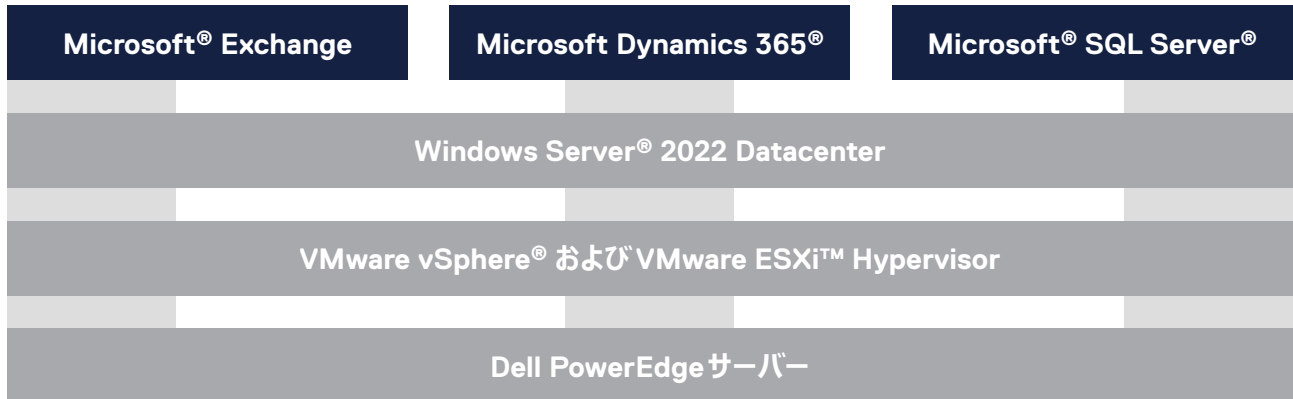 Microsoft® Exchange
Microsoft Dynamics 365®
Microsoft® SQL Server®
Windows Server® 2022 Datacenter
VMware vSphere® および VMware ESXi™ Hypervisor
Dell PowerEdgeサーバー